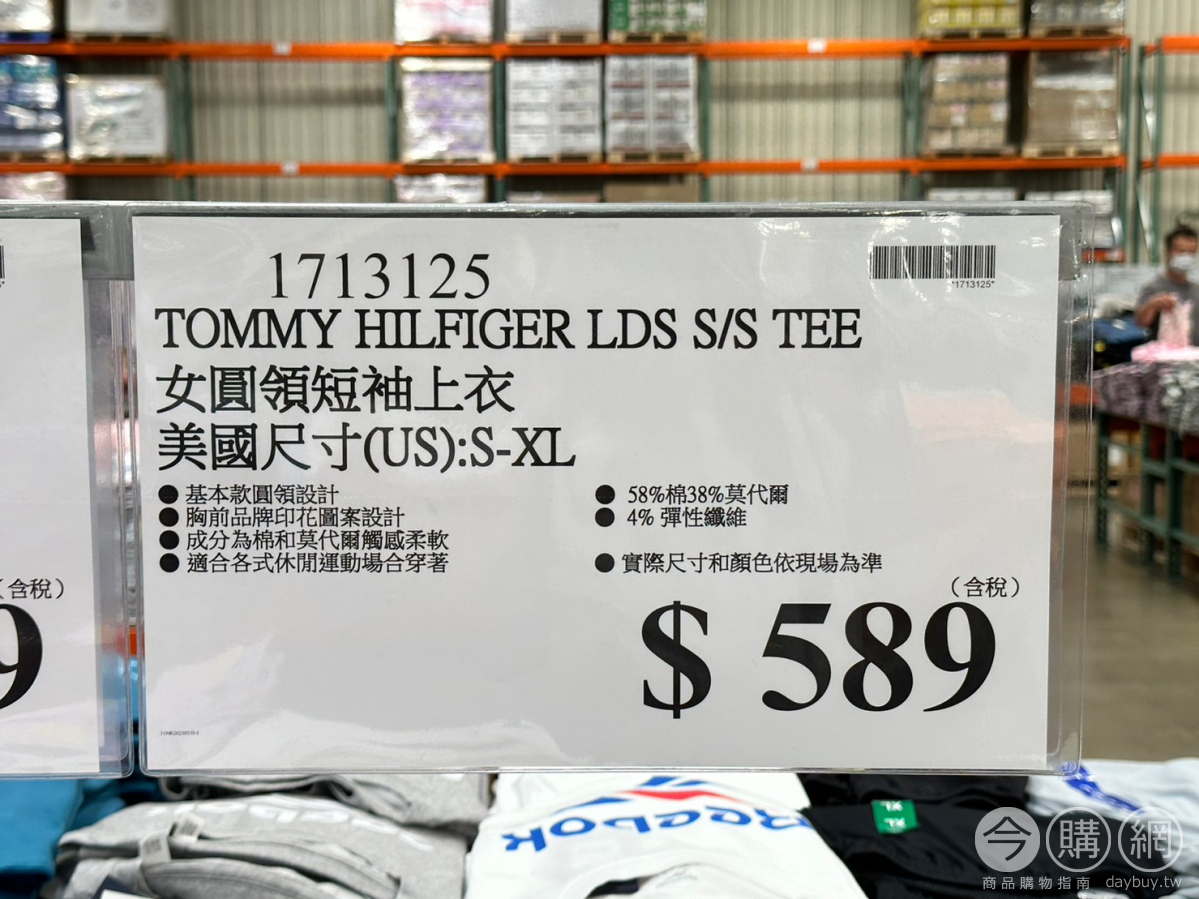 1713125
*1713125*
TOMMY HILFIGER LDS S/S TEE
女圓領短袖上衣
美國尺寸(US):S-XL
● 基本款圓領設計
● 胸前品牌印花圖案設計
● 成分為棉和莫代爾觸感柔軟
● 適合各式休閒運動場合穿著
● 58%棉38%莫代爾
● 4% 彈性纖維
● 實際尺寸和顏色依現場為準
（含稅）
$ 589
（含稅）
9
Reebok
XL
今購網
商品購物指南 daybuy.tw